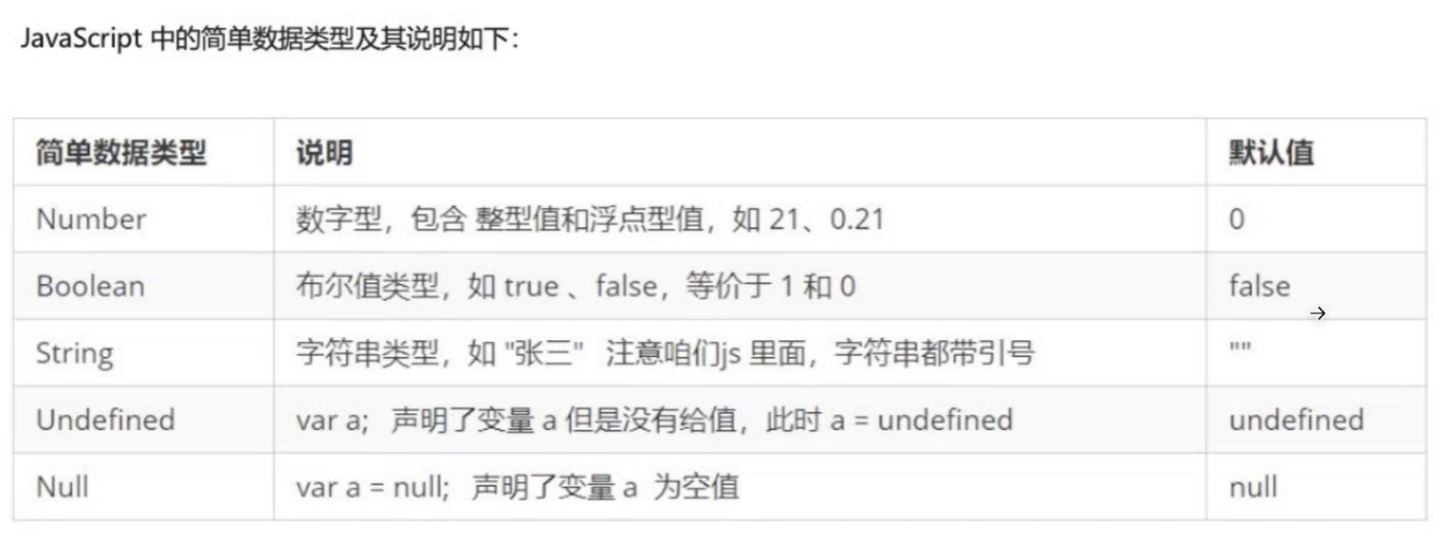 JavaScript 中的简单数据类型及其说明如下：
简单数据类型 说明 默认值
Number 数字型，包含 整型值和浮点型值，如 21、0.21 0
Boolean 布尔值类型，如 true 、false，等价于 1 和 0 false
String 字符串类型，如 "张三" 注意咱们js 里面，字符串都带引号 ""
Undefined var a; 声明了变量 a 但是没有给值，此时 a = undefined undefined
Null var a = null; 声明了变量 a 为空值 null